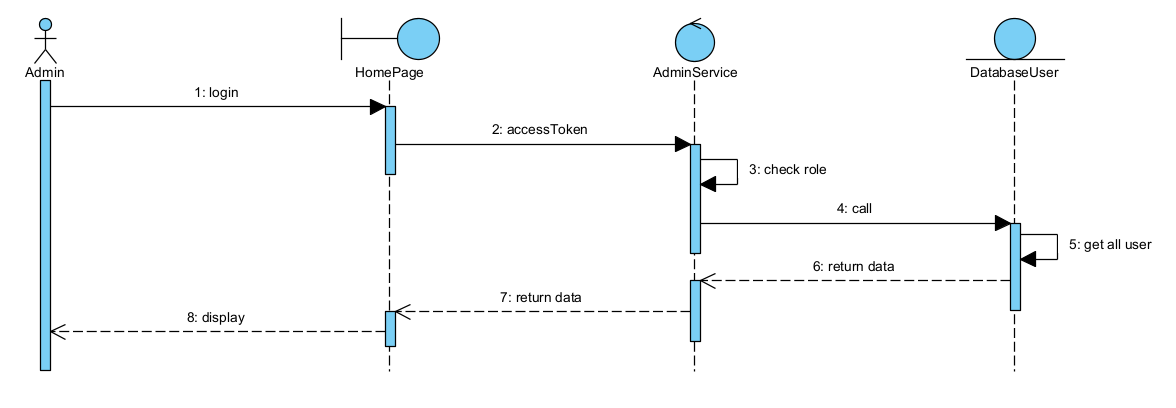 Admin
HomePage
AdminService
DatabaseUser
1: login
2: accessToken
3: check role
4: call
5: get all user
6: return data
7: return data
8: display